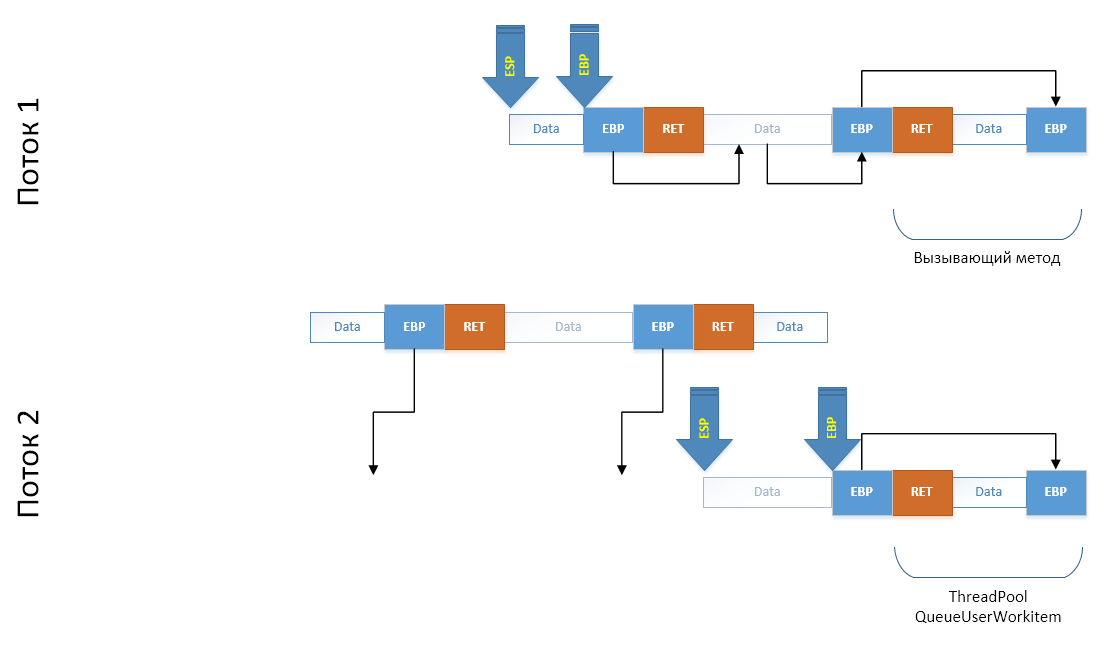 Поток 1
ESP
EBP
Data
EBP
RET
Data
EBP
RET
Data
EBP
Вызывающий метод
Поток 2
Data
EBP
RET
Data
EBP
RET
Data
ESP
EBP
Data
EBP
RET
Data
EBP
ThreadPool
QueueUserWorkitem